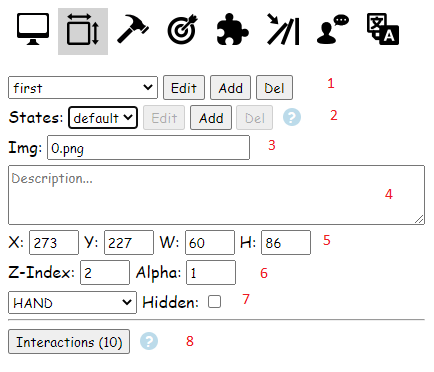 first Edit Add Del 1
States: default Edit Add Del ? 2
Img: 0.png 3
Description... 4
X: 273 Y: 227 W: 60 H: 86 5
Z-Index: 2 Alpha: 1 6
HAND Hidden: 7
Interactions (10) ? 8